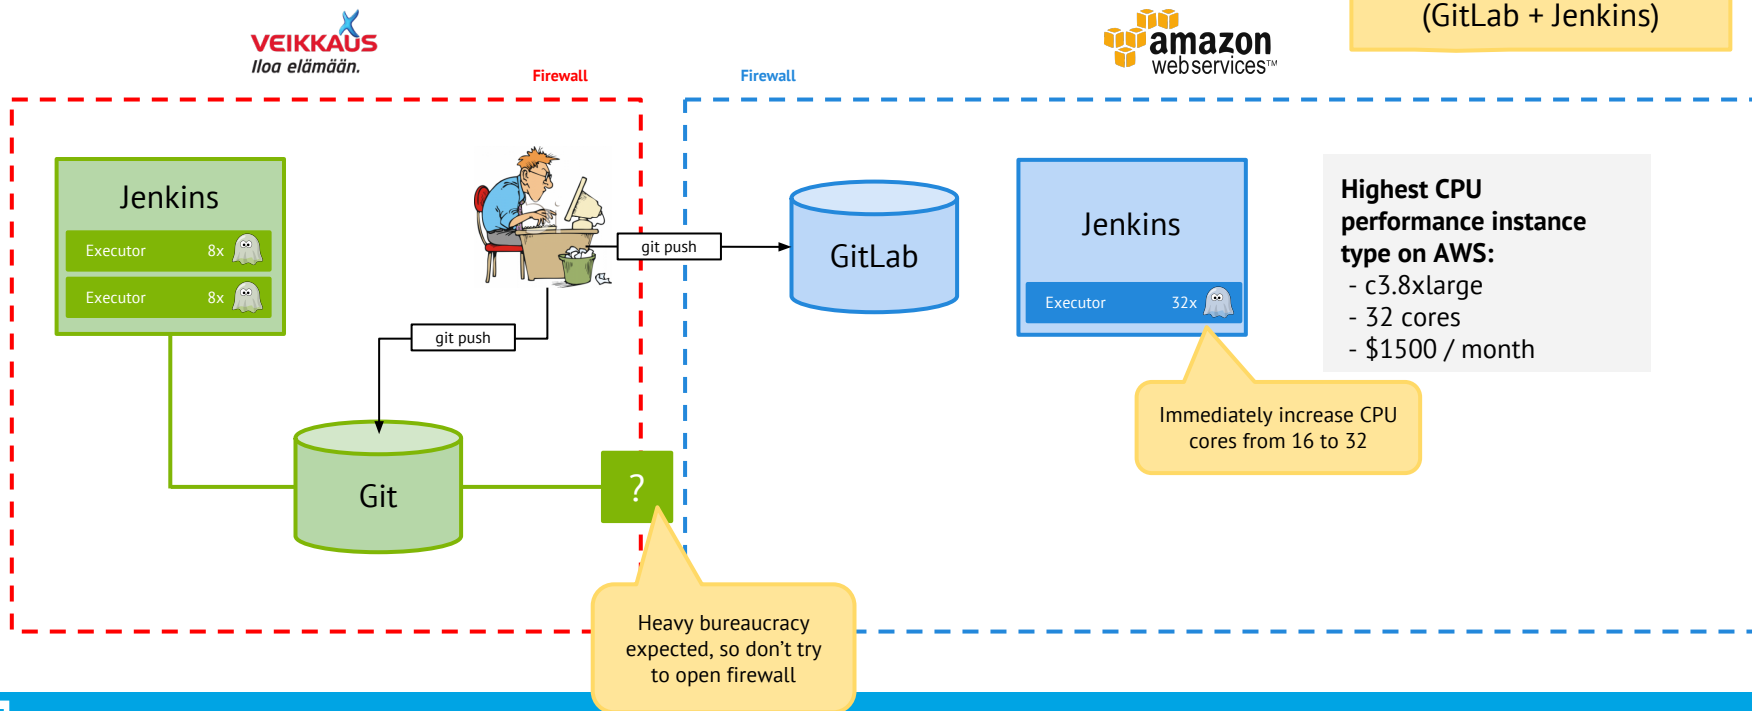 (GitLab + Jenkins)
VEIKKAUS
Iloa elämään.
amazon
webservices™
Firewall
Firewall
Jenkins
Executor 8x
Executor 8x
git push
git push
Git
?
Heavy bureaucracy
expected, so don't try
to open firewall
GitLab
Jenkins
Executor 32x
Immediately increase CPU
cores from 16 to 32
Highest CPU
performance instance
type on AWS:
- c3.8xlarge
- 32 cores
- $1500 / month